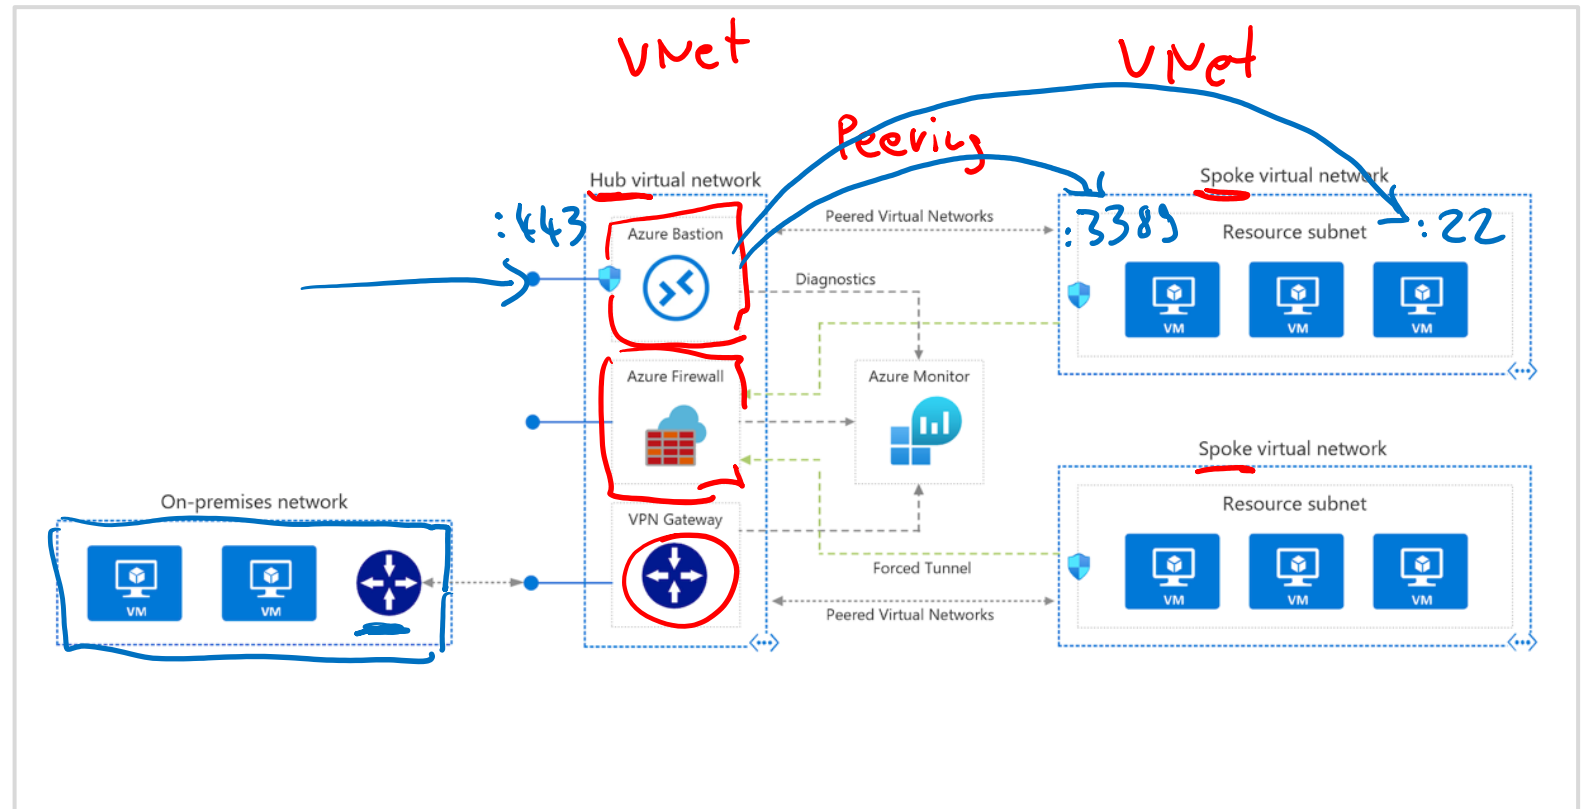 VNet
VNet
Peering
Hub virtual network
Spoke virtual network
:443
Azure Bastion
Peered Virtual Networks
:3389
Resource subnet
:22
Diagnostics
VM
VM
VM
Azure Firewall
Azure Monitor
Spoke virtual network
On-premises network
VPN Gateway
Resource subnet
Forced Tunnel
VM
VM
VM
VM
VM
Peered Virtual Networks